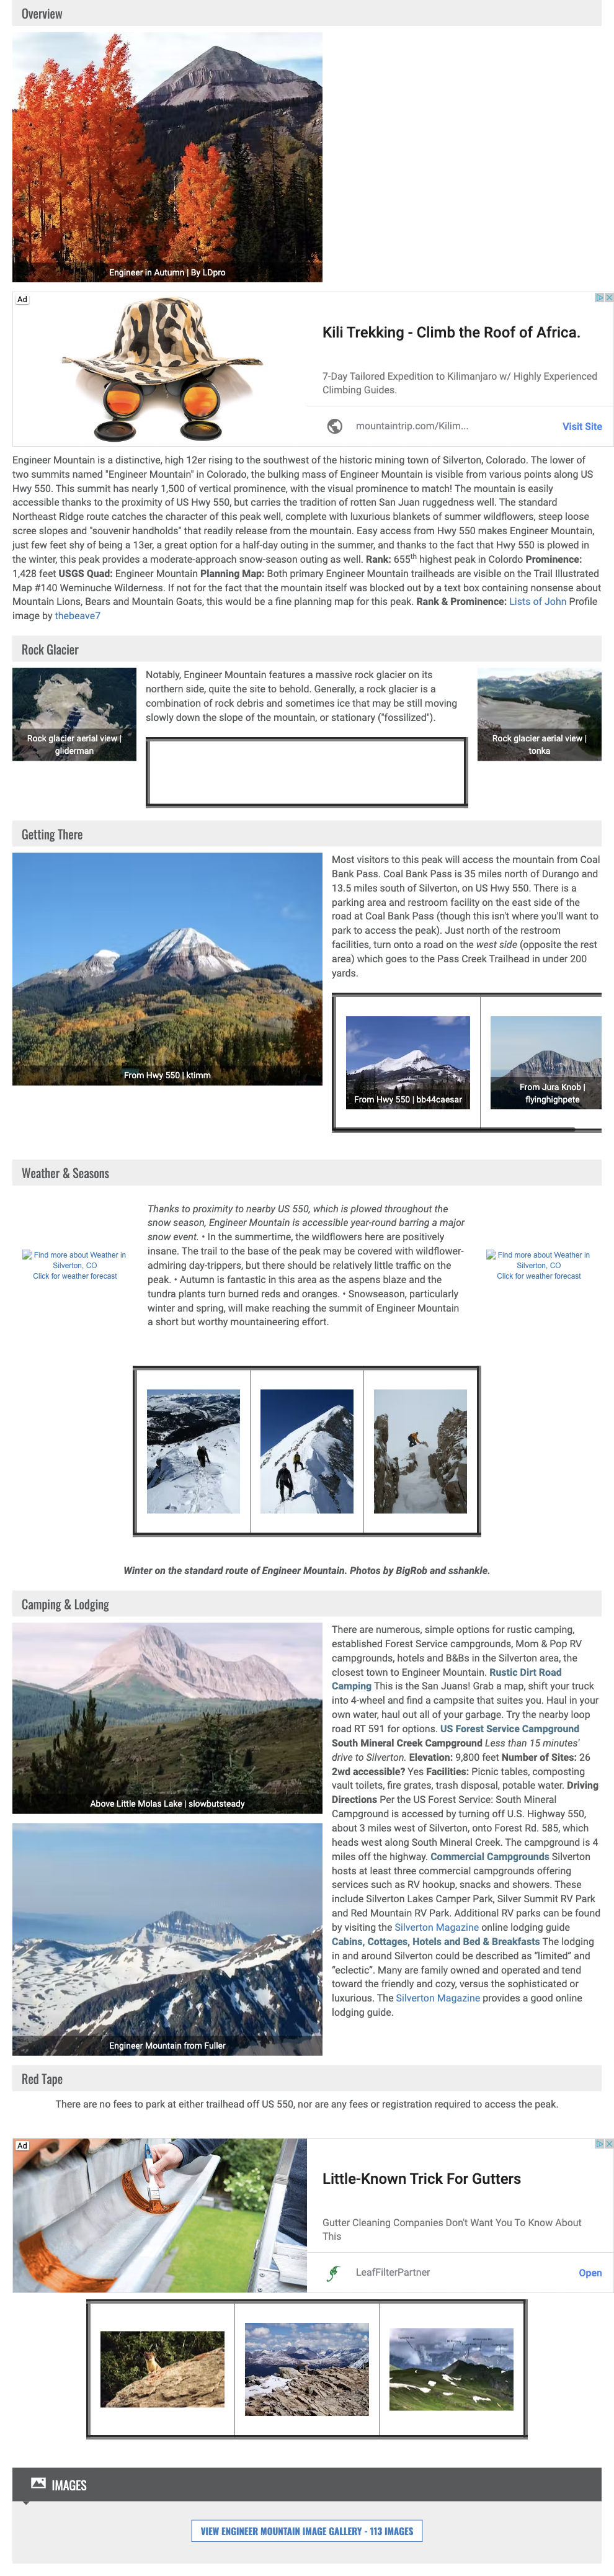 Overview
Engineer in Autumn | By LDpro
Ad
Kili Trekking - Climb the Roof of Africa.
7-Day Tailored Expedition to Kilimanjaro w/ Highly Experienced
Climbing Guides.
mountaintrip.com/Kilim...
Visit Site
Engineer Mountain is a distinctive, high 12er rising to the southwest of the historic mining town of Silverton, Colorado. The lower of
two summits named "Engineer Mountain" in Colorado, the bulking mass of Engineer Mountain is visible from various points along US
Hwy 550. This summit has nearly 1,500 of vertical prominence, with the visual prominence to match! The mountain is easily
accessible thanks to the proximity of US Hwy 550, but carries the tradition of rotten San Juan ruggedness well. The standard
Northeast Ridge route catches the character of this peak well, complete with luxurious blankets of summer wildflowers, steep loose
scree slopes and "souvenir handholds" that readily release from the mountain. Easy access from Hwy 550 makes Engineer Mountain,
just few feet shy of being a 13er, a great option for a half-day outing in the summer, and thanks to the fact that Hwy 550 is plowed in
the winter, this peak provides a moderate-approach snow-season outing as well. Rank: 655th highest peak in Colordo Prominence:
1,428 feet USGS Quad: Engineer Mountain Planning Map: Both primary Engineer Mountain trailheads are visible on the Trail Illustrated
Map #140 Weminuche Wilderness. If not for the fact that the mountain itself was blocked out by a text box containing nonsense about
Mountain Lions, Bears and Mountain Goats, this would be a fine planning map for this peak. Rank & Prominence: Lists of John Profile
image by thebeave7
Rock Glacier
Rock glacier aerial view |
gliderman
Notably, Engineer Mountain features a massive rock glacier on its
northern side, quite the site to behold. Generally, a rock glacier is a
combination of rock debris and sometimes ice that may be still moving
slowly down the slope of the mountain, or stationary ("fossilized").
Rock glacier aerial view |
tonka
Getting There
From Hwy 550 | ktimm
Most visitors to this peak will access the mountain from Coal
Bank Pass. Coal Bank Pass is 35 miles north of Durango and
13.5 miles south of Silverton, on US Hwy 550. There is a
parking area and restroom facility on the east side of the
road at Coal Bank Pass (though this isn't where you'll want to
park to access the peak). Just north of the restroom
facilities, turn onto a road on the west side (opposite the rest
area) which goes to the Pass Creek Trailhead in under 200
yards.
From Hwy 550 | bb44caesar
From Jura Knob |
flyinghighpete
Weather & Seasons
Find more about Weather in
Silverton, CO
Click for weather forecast
Thanks to proximity to nearby US 550, which is plowed throughout the
snow season, Engineer Mountain is accessible year-round barring a major
snow event. • In the summertime, the wildflowers here are positively
insane. The trail to the base of the peak may be covered with wildflower-
admiring day-trippers, but there should be relatively little traffic on the
peak. • Autumn is fantastic in this area as the aspens blaze and the
tundra plants turn burned reds and oranges. • Snowseason, particularly
winter and spring, will make reaching the summit of Engineer Mountain
a short but worthy mountaineering effort.
Find more about Weather in
Silverton, CO
Click for weather forecast
Winter on the standard route of Engineer Mountain. Photos by BigRob and sshankle.
Camping & Lodging
Above Little Molas Lake | slowbutsteady
Engineer Mountain from Fuller
There are numerous, simple options for rustic camping,
established Forest Service campgrounds, Mom & Pop RV
campgrounds, hotels and B&Bs in the Silverton area, the
closest town to Engineer Mountain. Rustic Dirt Road
Camping This is the San Juans! Grab a map, shift your truck
into 4-wheel and find a campsite that suites you. Haul in your
own water, haul out all of your garbage. Try the nearby loop
road RT 591 for options. US Forest Service Campground
South Mineral Creek Campground Less than 15 minutes'
drive to Silverton. Elevation: 9,800 feet Number of Sites: 26
2wd accessible? Yes Facilities: Picnic tables, composting
vault toilets, fire grates, trash disposal, potable water. Driving
Directions Per the US Forest Service: South Mineral
Campground is accessed by turning off U.S. Highway 550,
about 3 miles west of Silverton, onto Forest Rd. 585, which
heads west along South Mineral Creek. The campground is 4
miles off the highway. Commercial Campgrounds Silverton
hosts at least three commercial campgrounds offering
services such as RV hookup, snacks and showers. These
include Silverton Lakes Camper Park, Silver Summit RV Park
and Red Mountain RV Park. Additional RV parks can be found
by visiting the Silverton Magazine online lodging guide
Cabins, Cottages, Hotels and Bed & Breakfasts The lodging
in and around Silverton could be described as “limited” and
“eclectic”. Many are family owned and operated and tend
toward the friendly and cozy, versus the sophisticated or
luxurious. The Silverton Magazine provides a good online
lodging guide.
Red Tape
There are no fees to park at either trailhead off US 550, nor are any fees or registration required to access the peak.
Ad
Little-Known Trick For Gutters
Gutter Cleaning Companies Don't Want You To Know About
This
LeafFilterPartner
Open
IMAGES
VIEW ENGINEER MOUNTAIN IMAGE GALLERY - 113 IMAGES